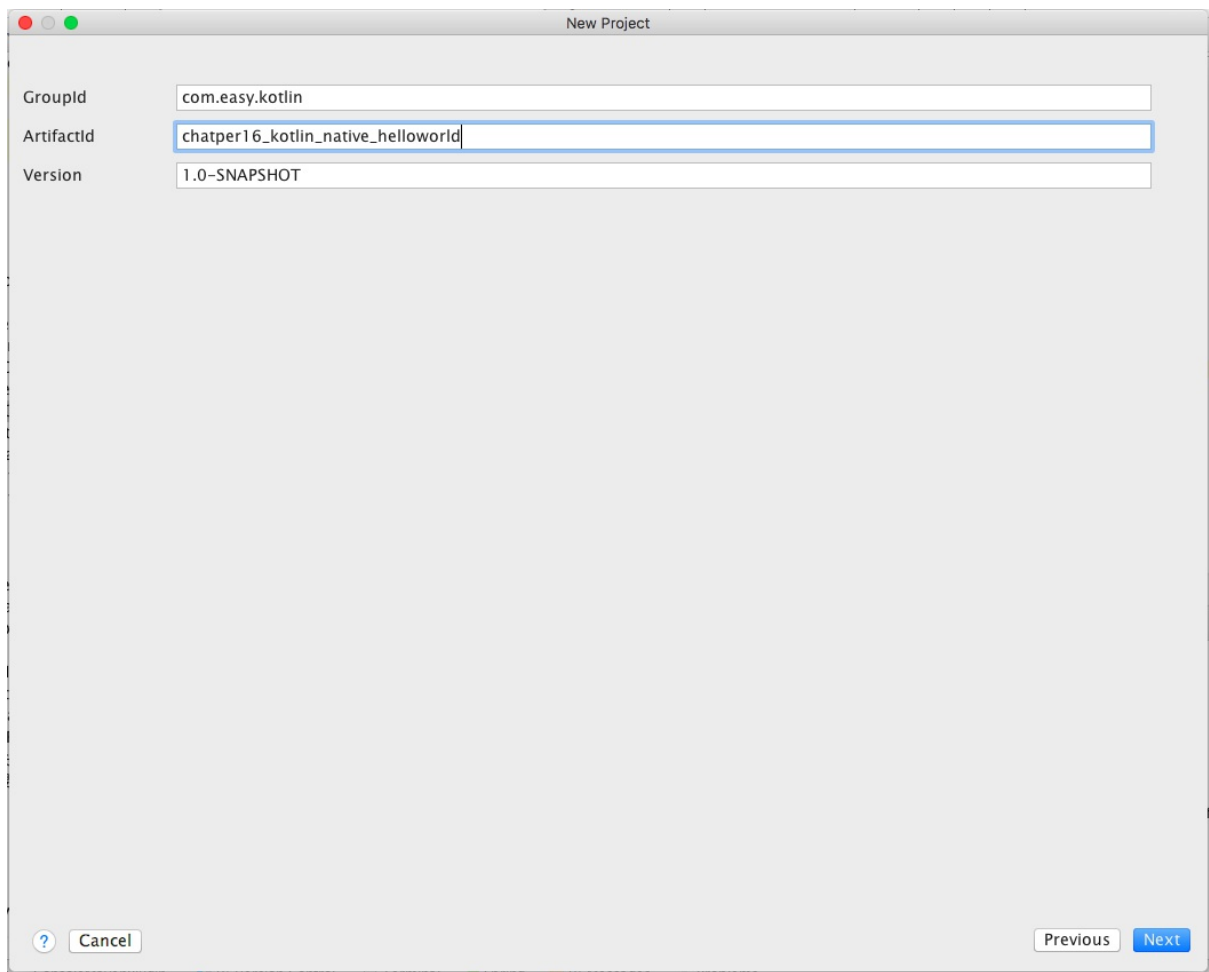 New Project
GroupId com.easy.kotlin
ArtifactId chatper16_kotlin_native_helloworld
Version 1.0-SNAPSHOT
? Cancel Previous Next